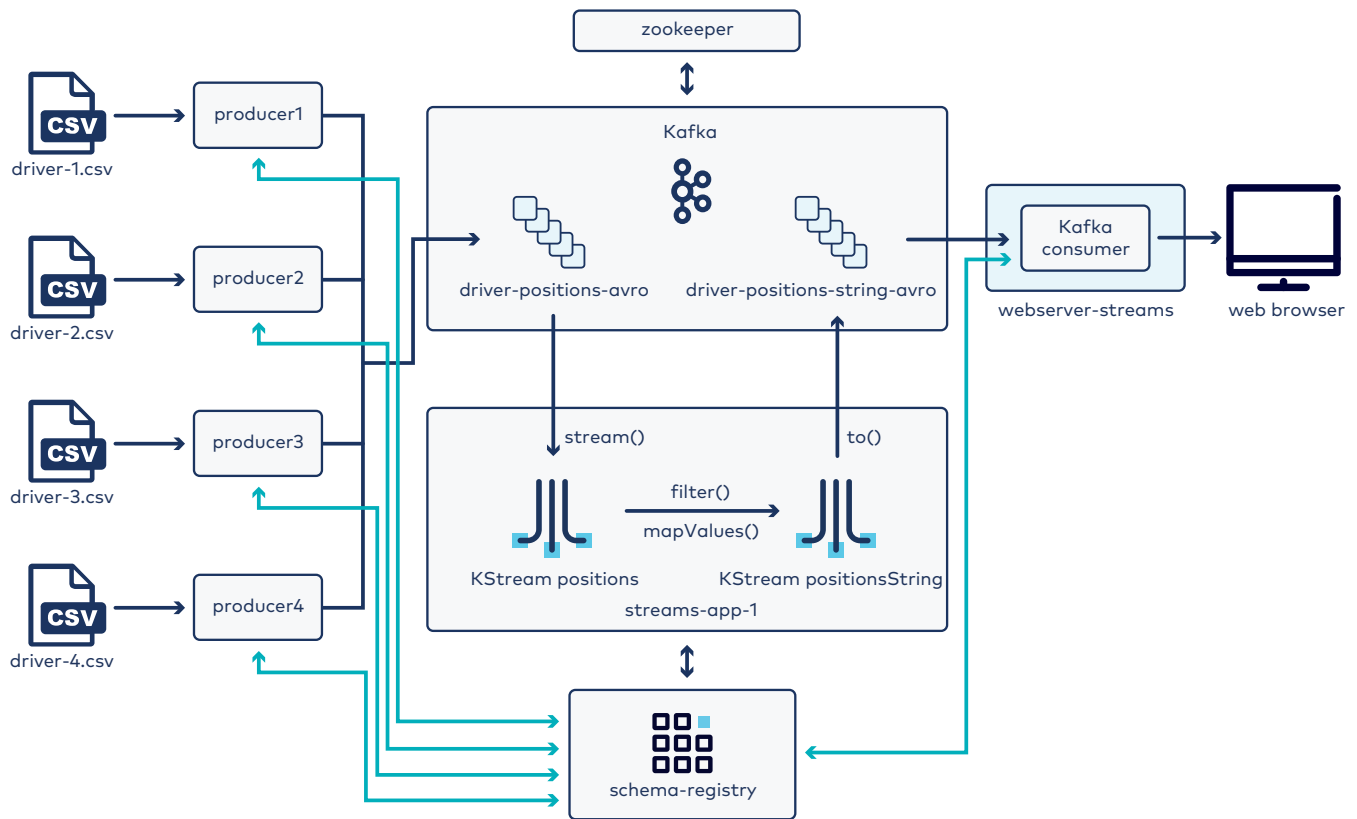 zookeeper
CSV
driver-1.csv
producer1
CSV
driver-2.csv
producer2
CSV
driver-3.csv
producer3
CSV
driver-4.csv
producer4
Kafka
driver-positions-avro
driver-positions-string-avro
stream()
to()
filter()
mapValues()
KStream positions
KStream positionsString
streams-app-1
schema-registry
Kafka
consumer
webserver-streams
web browser